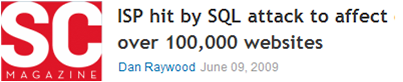 SC
MAGAZINE
ISP hit by SQL attack to affect
over 100,000 websites
Dan Raywood June 09, 2009